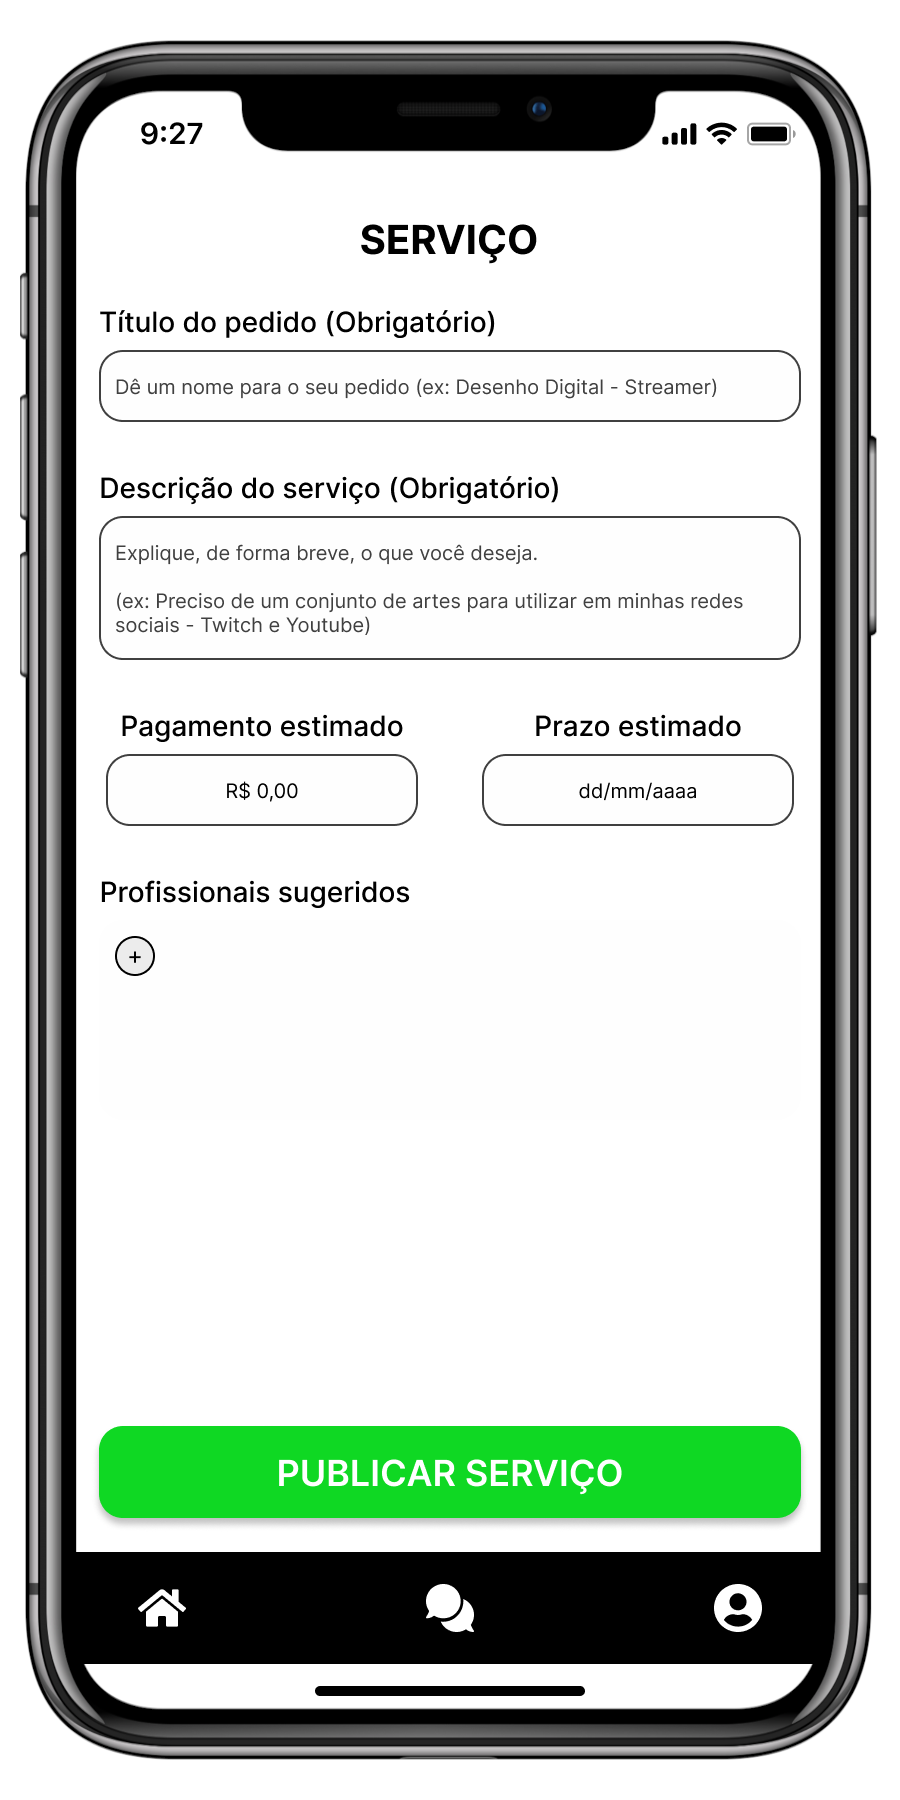 9:27
SERVIÇO
Título do pedido (Obrigatório)
Dê um nome para o seu pedido (ex: Desenho Digital - Streamer)
Descrição do serviço (Obrigatório)
Explique, de forma breve, o que você deseja.
(ex: Preciso de um conjunto de artes para utilizar em minhas redes
sociais - Twitch e Youtube)
Pagamento estimado
Prazo estimado
R$ 0,00
dd/mm/aaaa
Profissionais sugeridos
+
PUBLICAR SERVIÇO